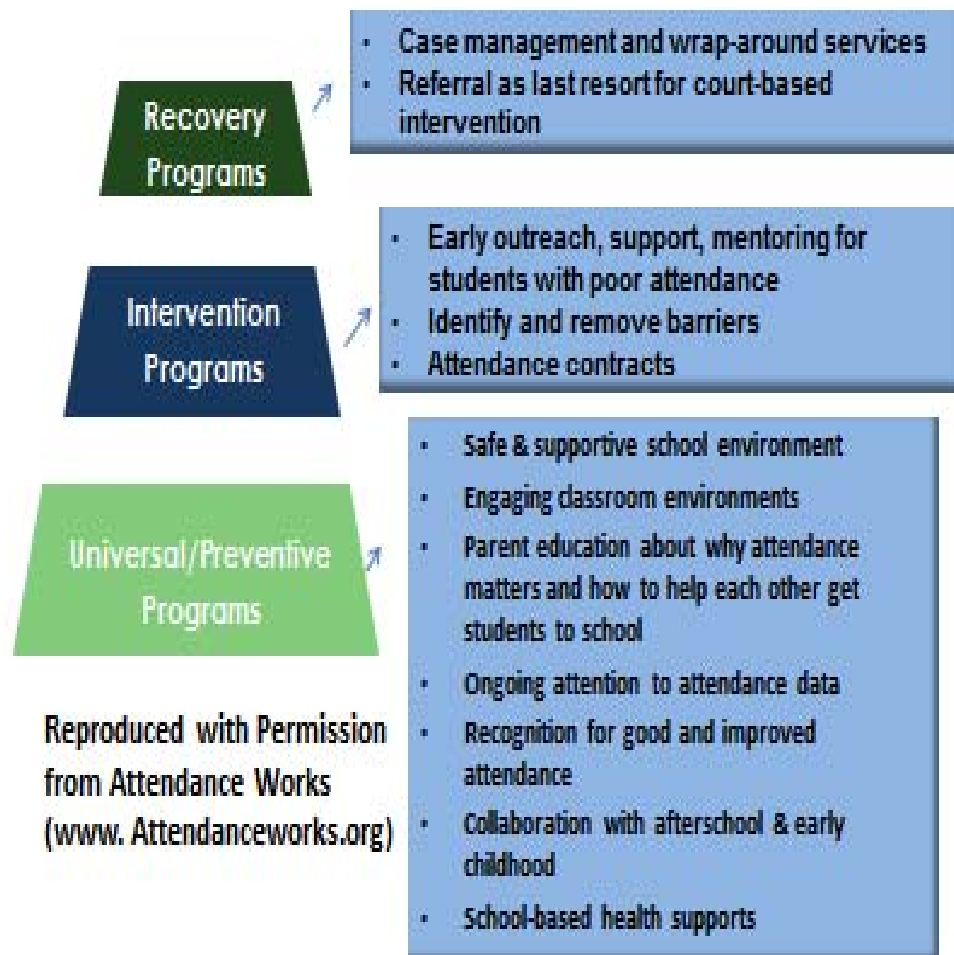 • Case management and wrap-around services
• Referral as last resort for court-based
intervention
Recovery
Programs
• Early outreach, support, mentoring for
students with poor attendance
• Identify and remove barriers
• Attendance contracts
Intervention
Programs
• Safe & supportive school environment
• Engaging classroom environments
• Parent education about why attendance
matters and how to help each other get
students to school
• Ongoing attention to attendance data
• Recognition for good and improved
attendance
• Collaboration with afterschool & early
childhood
• School-based health supports
Universal/Preventive
Programs
Reproduced with Permission
from Attendance Works
(www. Attendanceworks.org)